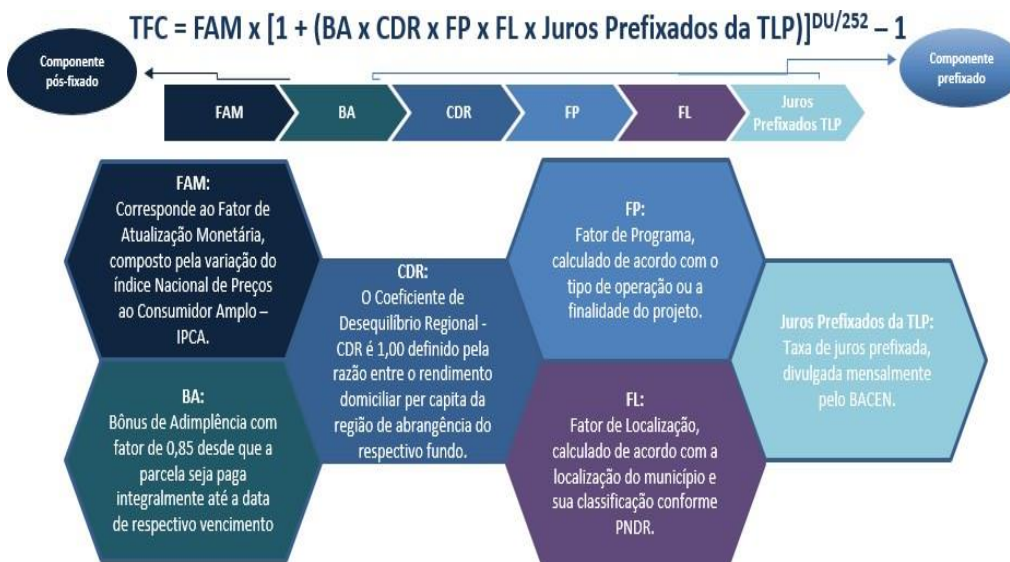 TFC = FAM x [1 + (BA x CDR x FP x FL x Juros Prefixados da TLP)]^DU/252 – 1
Componente
pós-fixado
Componente
prefixado
FAM
BA
CDR
FP
FL
Juros
Prefixados TLP
FAM:
Corresponde ao Fator de
Atualização Monetária,
composto pela variação do
índice Nacional de Preços
ao Consumidor Amplo –
IPCA.
BA:
Bônus de Adimplência com
fator de 0,85 desde que a
parcela seja paga
integralmente até a data
de respectivo vencimento
CDR:
O Coeficiente de
Desequilíbrio Regional -
CDR é 1,00 definido pela
razão entre o rendimento
domiciliar per capita da
região de abrangência do
respectivo fundo.
FP:
Fator de Programa,
calculado de acordo com o
tipo de operação ou a
finalidade do projeto.
FL:
Fator de Localização,
calculado de acordo com a
localização do município e
sua classificação conforme
PNDR.
Juros Prefixados da TLP:
Taxa de juros prefixada,
divulgada mensalmente
pelo BACEN.